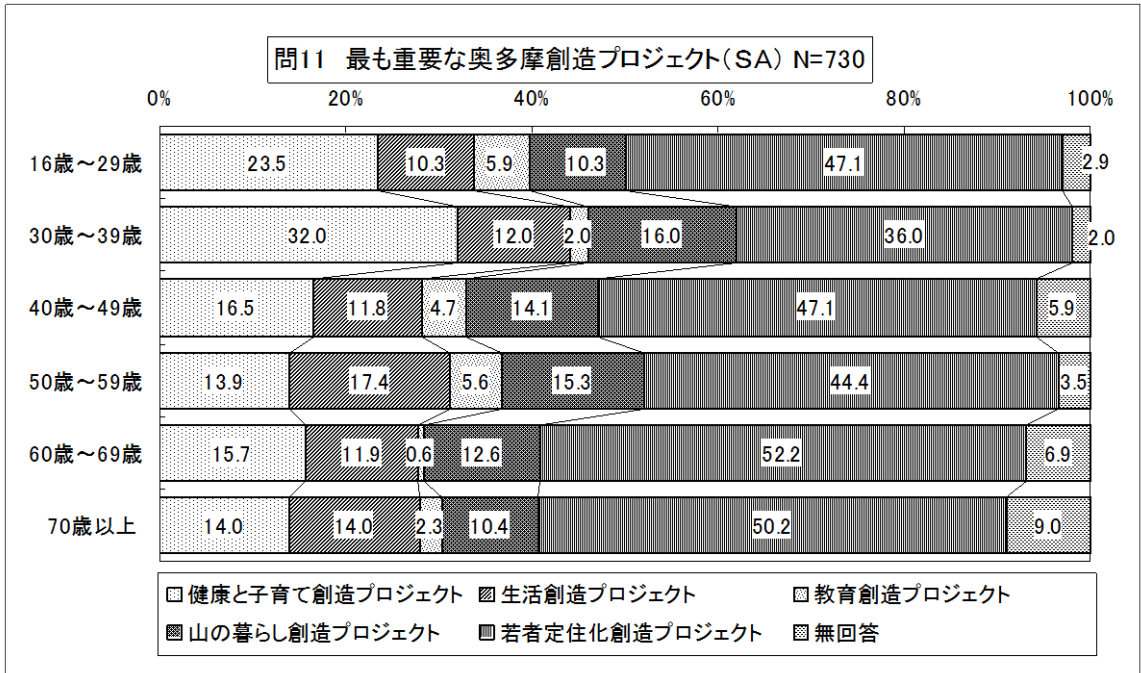 問11 最も重要な奥多摩創造プロジェクト(SA) N=730
0% 20% 40% 60% 80% 100%
16歳～29歳 23.5 10.3 5.9 10.3 47.1 2.9
30歳～39歳 32.0 12.0 2.0 16.0 36.0 2.0
40歳～49歳 16.5 11.8 4.7 14.1 47.1 5.9
50歳～59歳 13.9 17.4 5.6 15.3 44.4 3.5
60歳～69歳 15.7 11.9 0.6 12.6 52.2 6.9
70歳以上 14.0 14.0 2.3 10.4 50.2 9.0
健康と子育て創造プロジェクト 生活創造プロジェクト 教育創造プロジェクト
山の暮らし創造プロジェクト 若者定住化創造プロジェクト 無回答